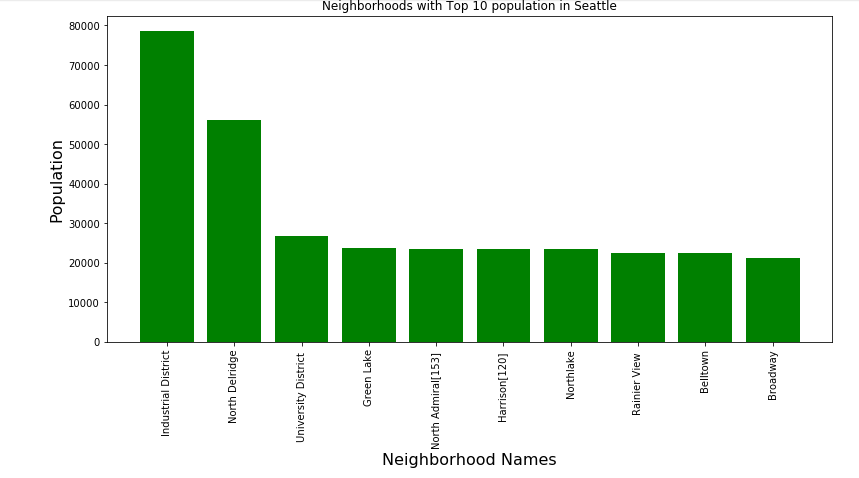 Neighborhoods with Top 10 population in Seattle
80000
70000
60000
50000
40000
30000
20000
10000
0
Population
Industrial District
North Delridge
University District
Green Lake
North Admiral[153]
Harrison[120]
Northlake
Rainier View
Belltown
Broadway
Neighborhood Names